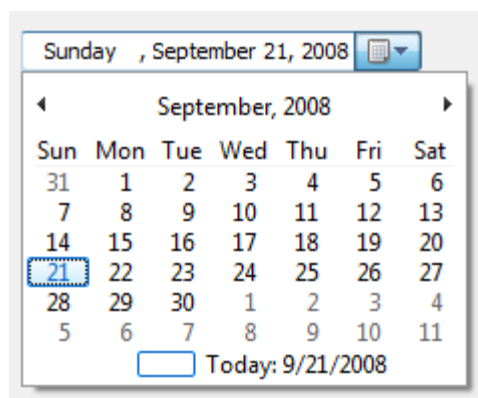 Sunday , September 21, 2008
September, 2008
Sun Mon Tue Wed Thu Fri Sat
31 1 2 3 4 5 6
7 8 9 10 11 12 13
14 15 16 17 18 19 20
21 22 23 24 25 26 27
28 29 30 1 2 3 4
5 6 7 8 9 10 11
Today: 9/21/2008